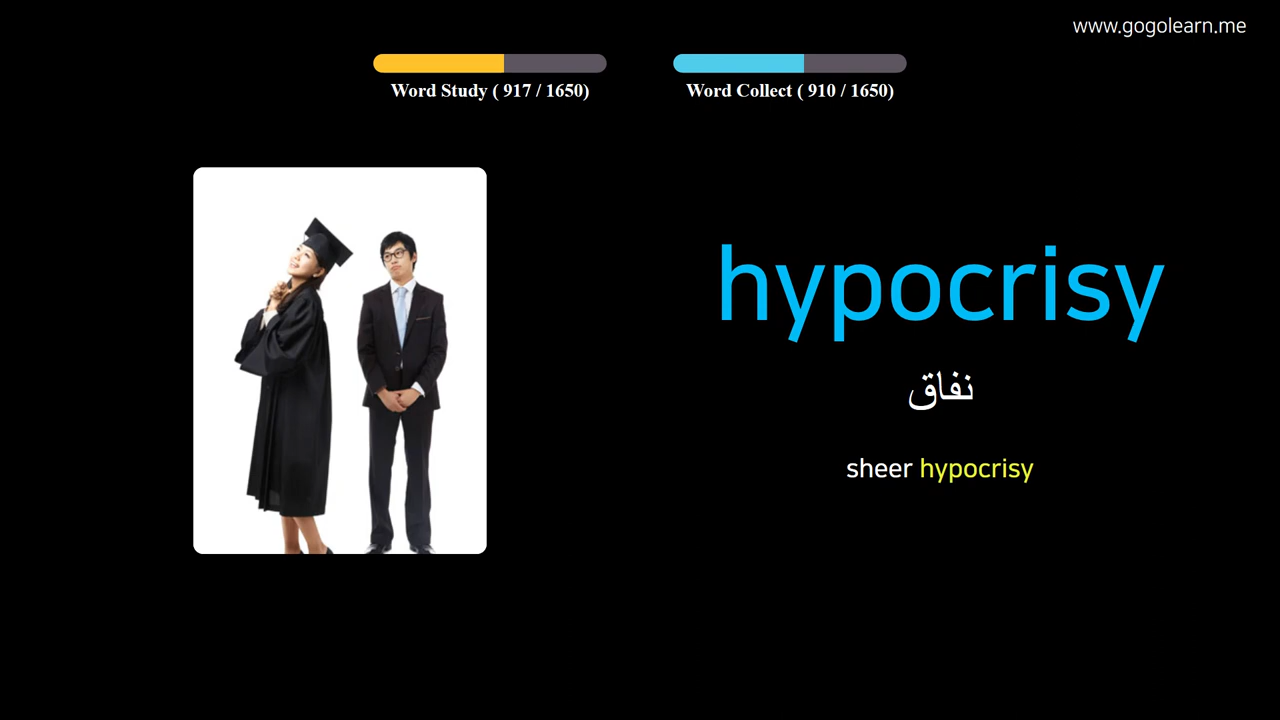 www.gogolearn.me
Word Study ( 917 / 1650)
Word Collect ( 910 / 1650)
hypocrisy
نفاق
sheer hypocrisy